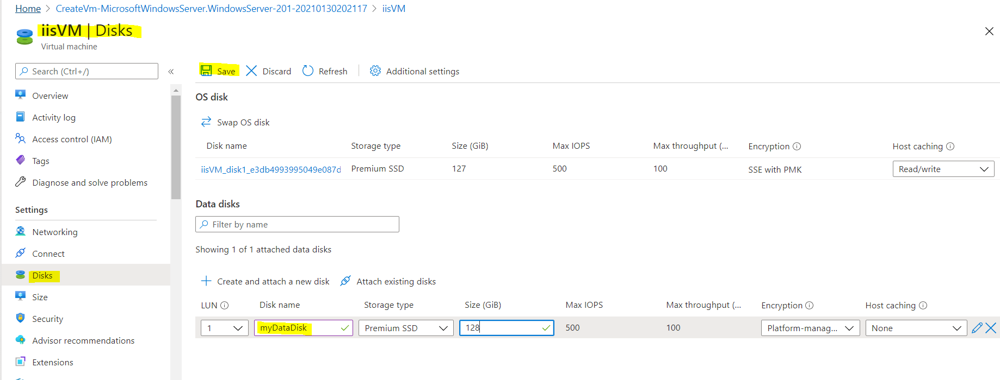 Home > CreateVm-MicrosoftWindowsServer.WindowsServer-201-20210130202117 > iisVM
iisVM | Disks
Virtual machine
Search (Ctrl+/)
«
Save
Discard
Refresh
Additional settings
Overview
Activity log
Access control (IAM)
Tags
Diagnose and solve problems
Settings
Networking
Connect
Disks
Size
Security
Advisor recommendations
Extensions
OS disk
Swap OS disk
Disk name Storage type Size (GiB) Max IOPS Max throughput (... Encryption Host caching
iisVM_disk1_e3db4993995049e087d Premium SSD 127 500 100 SSE with PMK Read/write
Data disks
Filter by name
Showing 1 of 1 attached data disks
Create and attach a new disk Attach existing disks
LUN Disk name Storage type Size (GiB) Max IOPS Max throughput (... Encryption Host caching
1 myDataDisk Premium SSD 128 500 100 Platform-manag... None